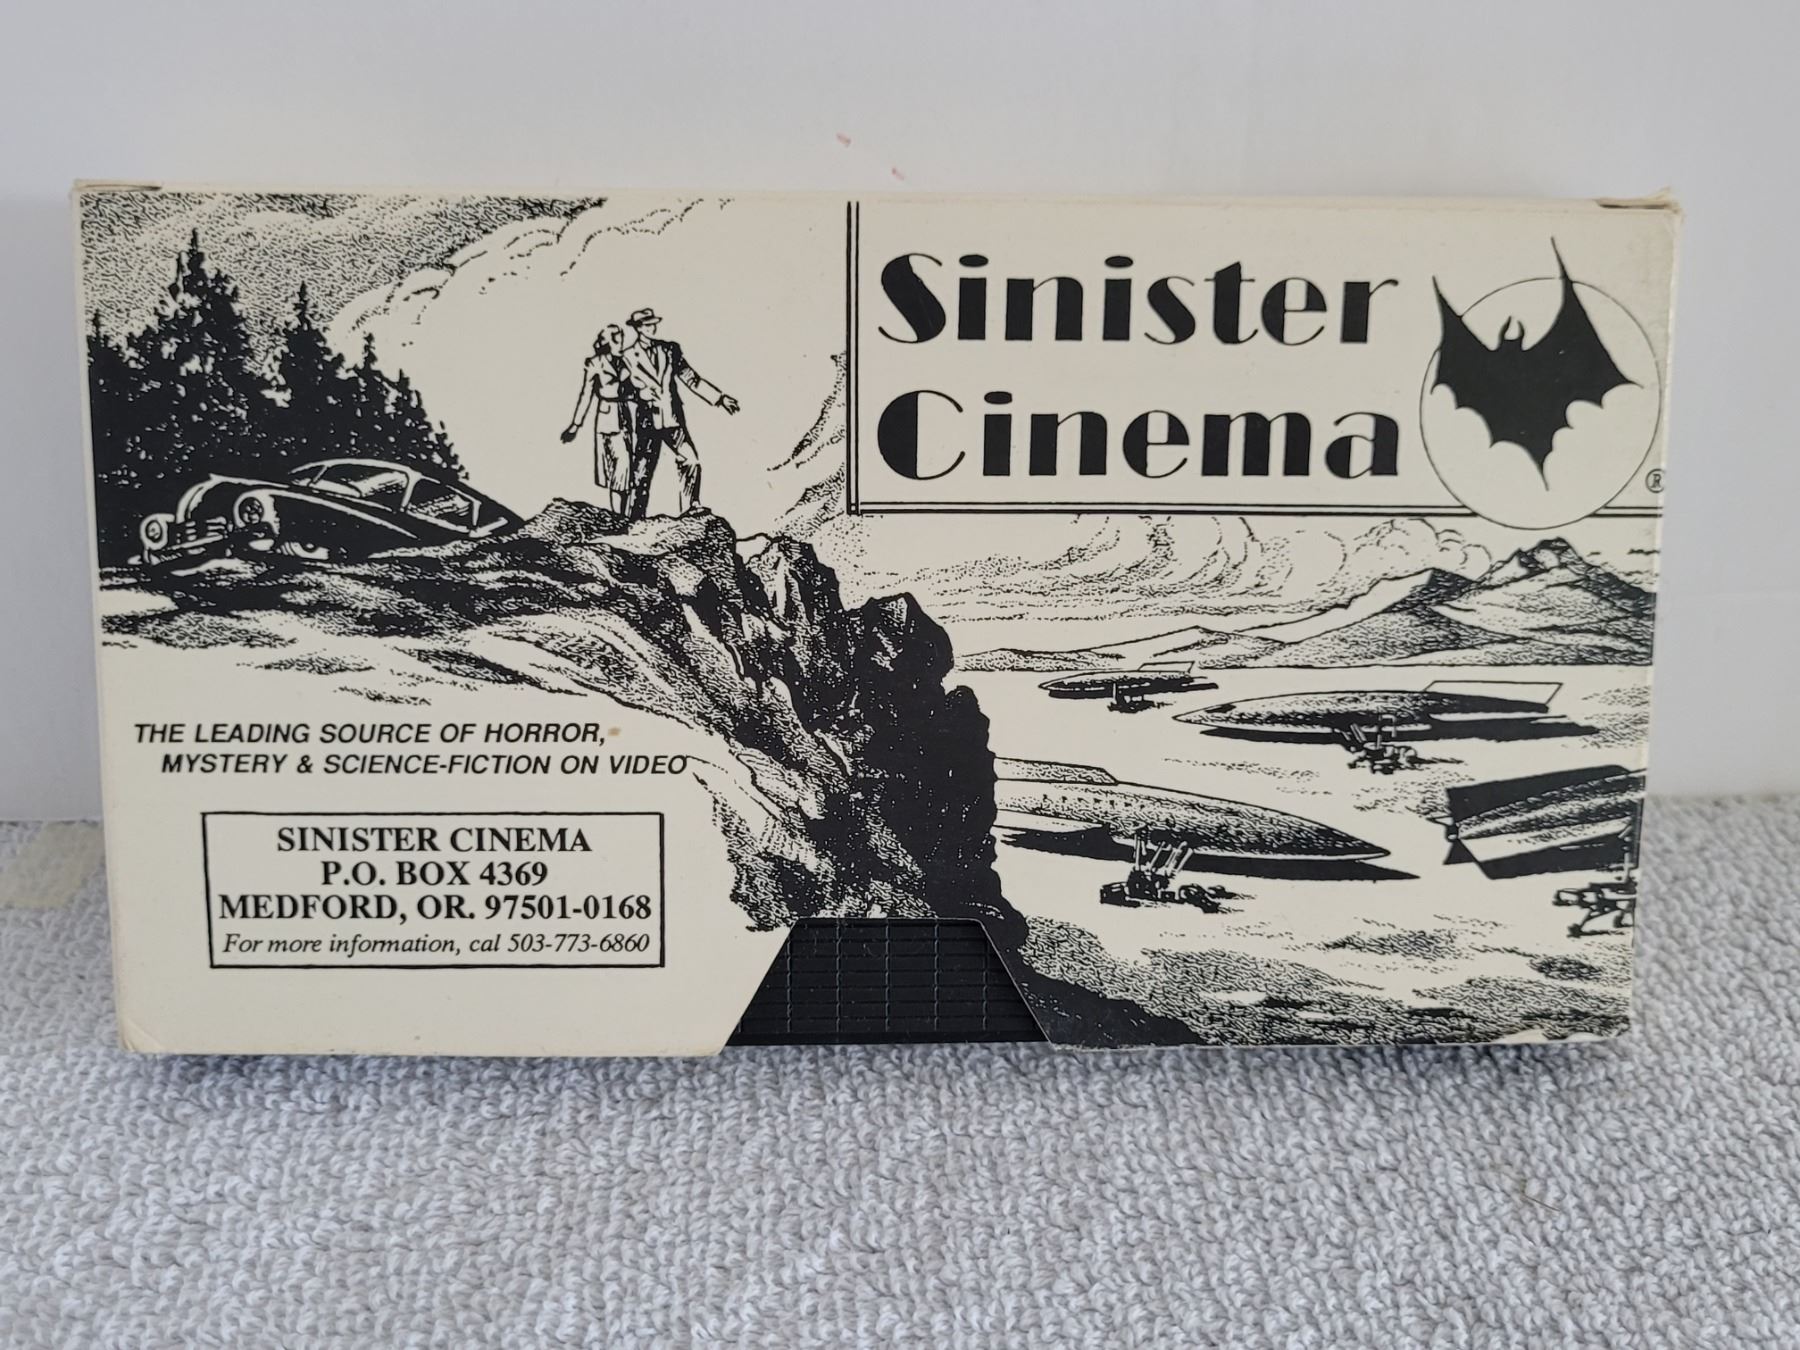 Sinister
Cinema
®
THE LEADING SOURCE OF HORROR,
MYSTERY & SCIENCE-FICTION ON VIDEO
SINISTER CINEMA
P.O. BOX 4369
MEDFORD, OR. 97501-0168
For more information, cal 503-773-6860